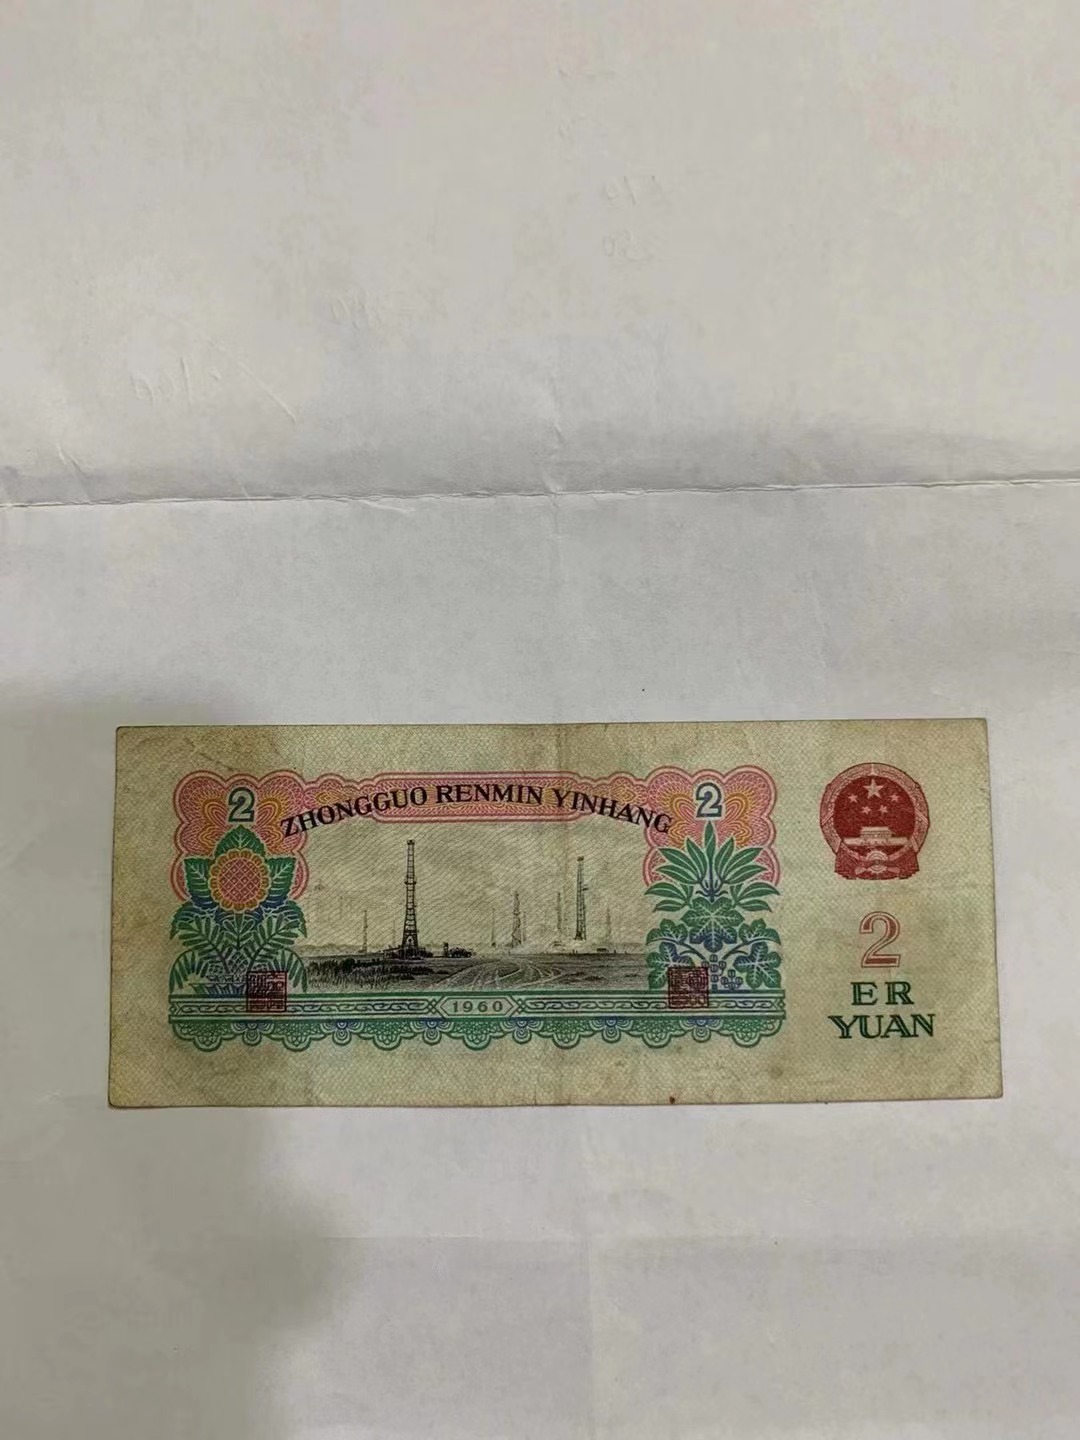 2
ZHONGGUO RENMIN YINHANG
2
1960
2
ER
YUAN